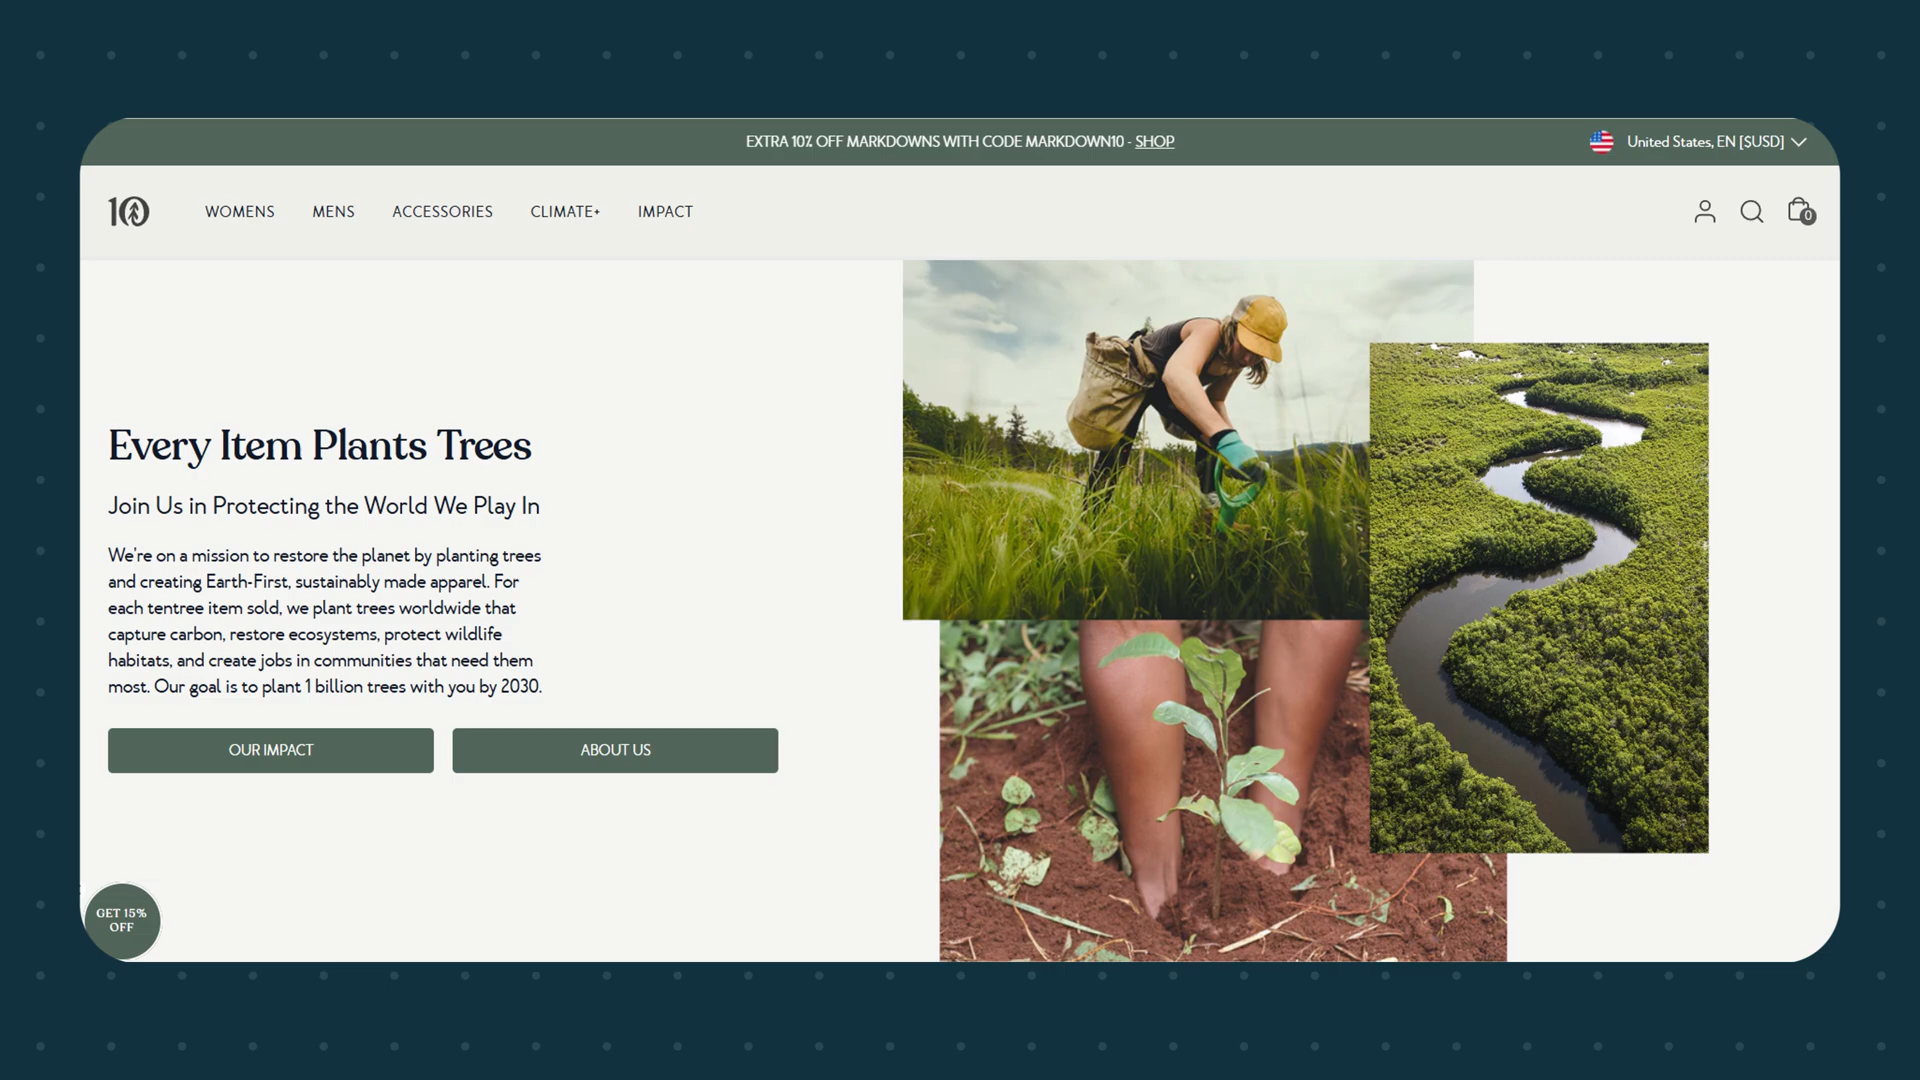 EXTRA 10% OFF MARKDOWNS WITH CODE MARKDOWN10 - SHOP
United States, EN [$USD]
10
WOMENS
MENS
ACCESSORIES
CLIMATE+
IMPACT
0
Every Item Plants Trees
Join Us in Protecting the World We Play In
We're on a mission to restore the planet by planting trees
and creating Earth-First, sustainably made apparel. For
each tentree item sold, we plant trees worldwide that
capture carbon, restore ecosystems, protect wildlife
habitats, and create jobs in communities that need them
most. Our goal is to plant 1 billion trees with you by 2030.
OUR IMPACT
ABOUT US
GET 15%
OFF